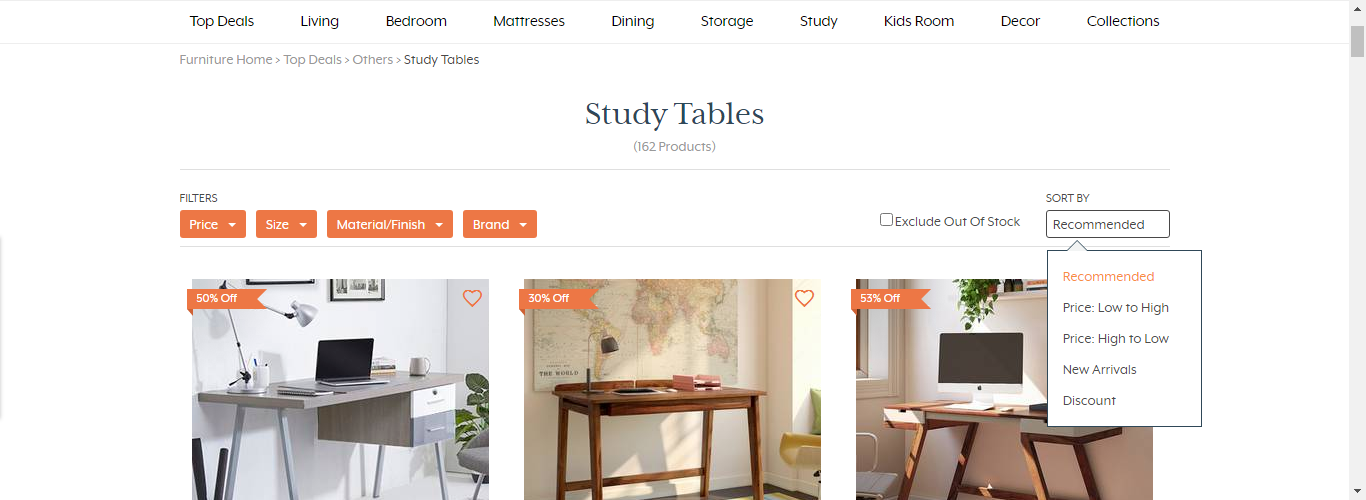 Top Deals Living Bedroom Mattresses Dining Storage Study Kids Room Decor Collections
Furniture Home > Top Deals > Others > Study Tables
Study Tables
(162 Products)
FILTERS SORT BY
Price Size Material/Finish Brand Exclude Out Of Stock Recommended
Recommended
Price: Low to High
Price: High to Low
New Arrivals
Discount
50% Off 30% Off 53% Off
THE WORLD